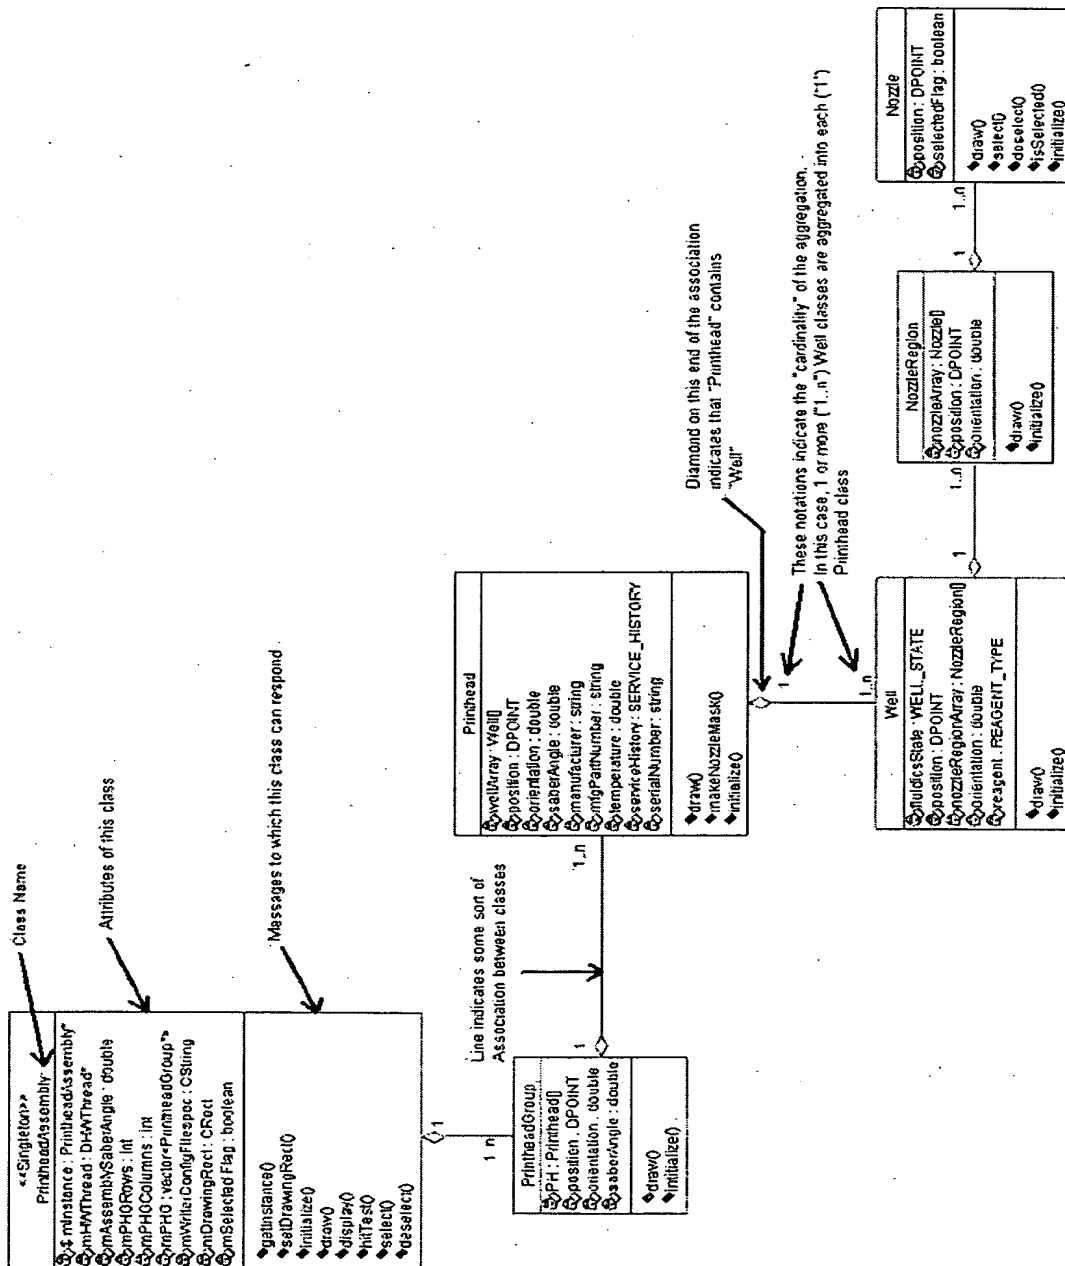 Class Name
<<Singleton>>
PrintheadAssembly
$ mInstance : PrintheadAssembly*
mHWThread : DHWThread*
mAssemblySaberAngle : double
mPHGRows : int
mPHGColumns : int
mPHG : vector<PrintheadGroup*>
mWriterConfigFilespec : CString
mDrawingRect : CRect
mSelected Flag : boolean
getInstance()
setDrawingRect()
initialize()
draw()
display()
hitTest()
select()
deselect()
Attributes of this class
Messages to which this class can respond
1
1 n
PrintheadGroup
PH : Printhead[]
position : DPOINT
orientation : double
saberAngle : double
draw()
initialize()
Line indicates some sort of
Association between classes
1
1..n
Printhead
wellArray : Well[]
position : DPOINT
orientation : double
saberAngle : double
manufacturer : string
mfgPartNumber : string
temperature : double
serviceHistory : SERVICE_HISTORY
serialNumber : string
draw()
makeNozzleMask()
initialize()
Diamond on this end of the association
indicates that "Printhead" contains
"Well"
These notations indicate the "cardinality" of the aggregation.
In this case, 1 or more ("1..n") Well classes are aggregated into each ("1")
Printhead class
1
1..n
Well
fluidicsState : WELL_STATE
position : DPOINT
nozzleRegionArray : NozzleRegion[]
orientation : double
reagent : REAGENT_TYPE
draw()
initialize()
1
1..n
NozzleRegion
nozzleArray : Nozzle[]
position : DPOINT
orientation : double
draw()
initialize()
1
1..n
Nozzle
position : DPOINT
selectedFlag : boolean
draw()
select()
deselect()
isSelected()
initialize()